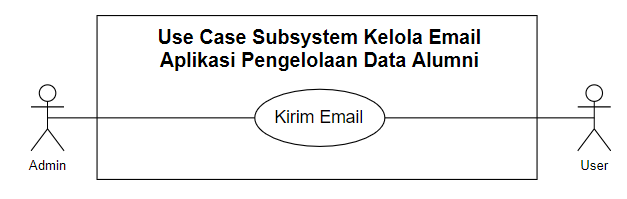 Use Case Subsystem Kelola Email
Aplikasi Pengelolaan Data Alumni
Kirim Email
Admin
User